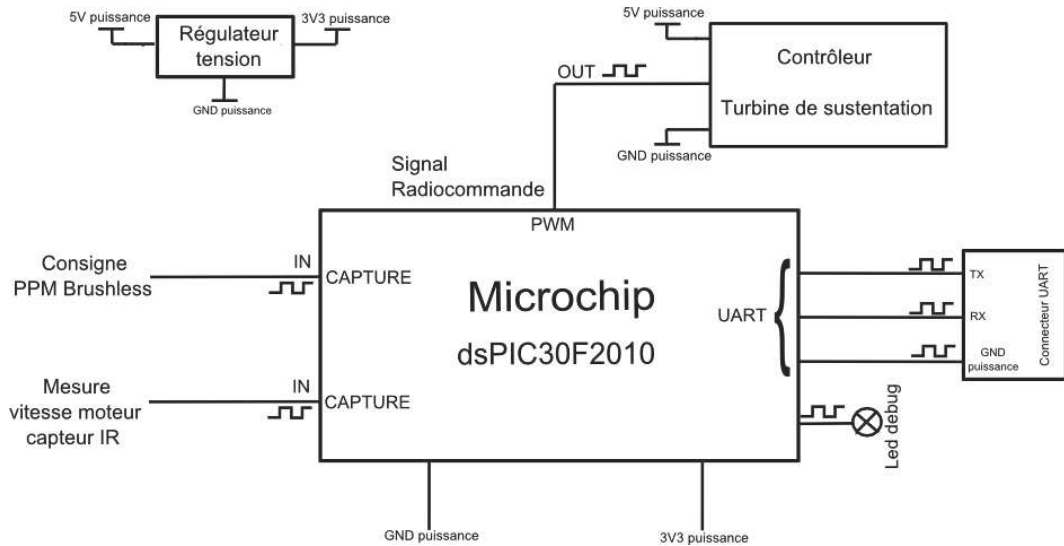 5V puissance
3V3 puissance
Régulateur
tension
GND puissance
5V puissance
Contrôleur
OUT
Turbine de sustentation
GND puissance
Signal
Radiocommande
PWM
Consigne
PPM Brushless
IN
CAPTURE
Microchip
dsPIC30F2010
UART
TX
RX
GND
puissance
Connecteur UART
Mesure
vitesse moteur
capteur IR
IN
CAPTURE
Led debug
GND puissance
3V3 puissance